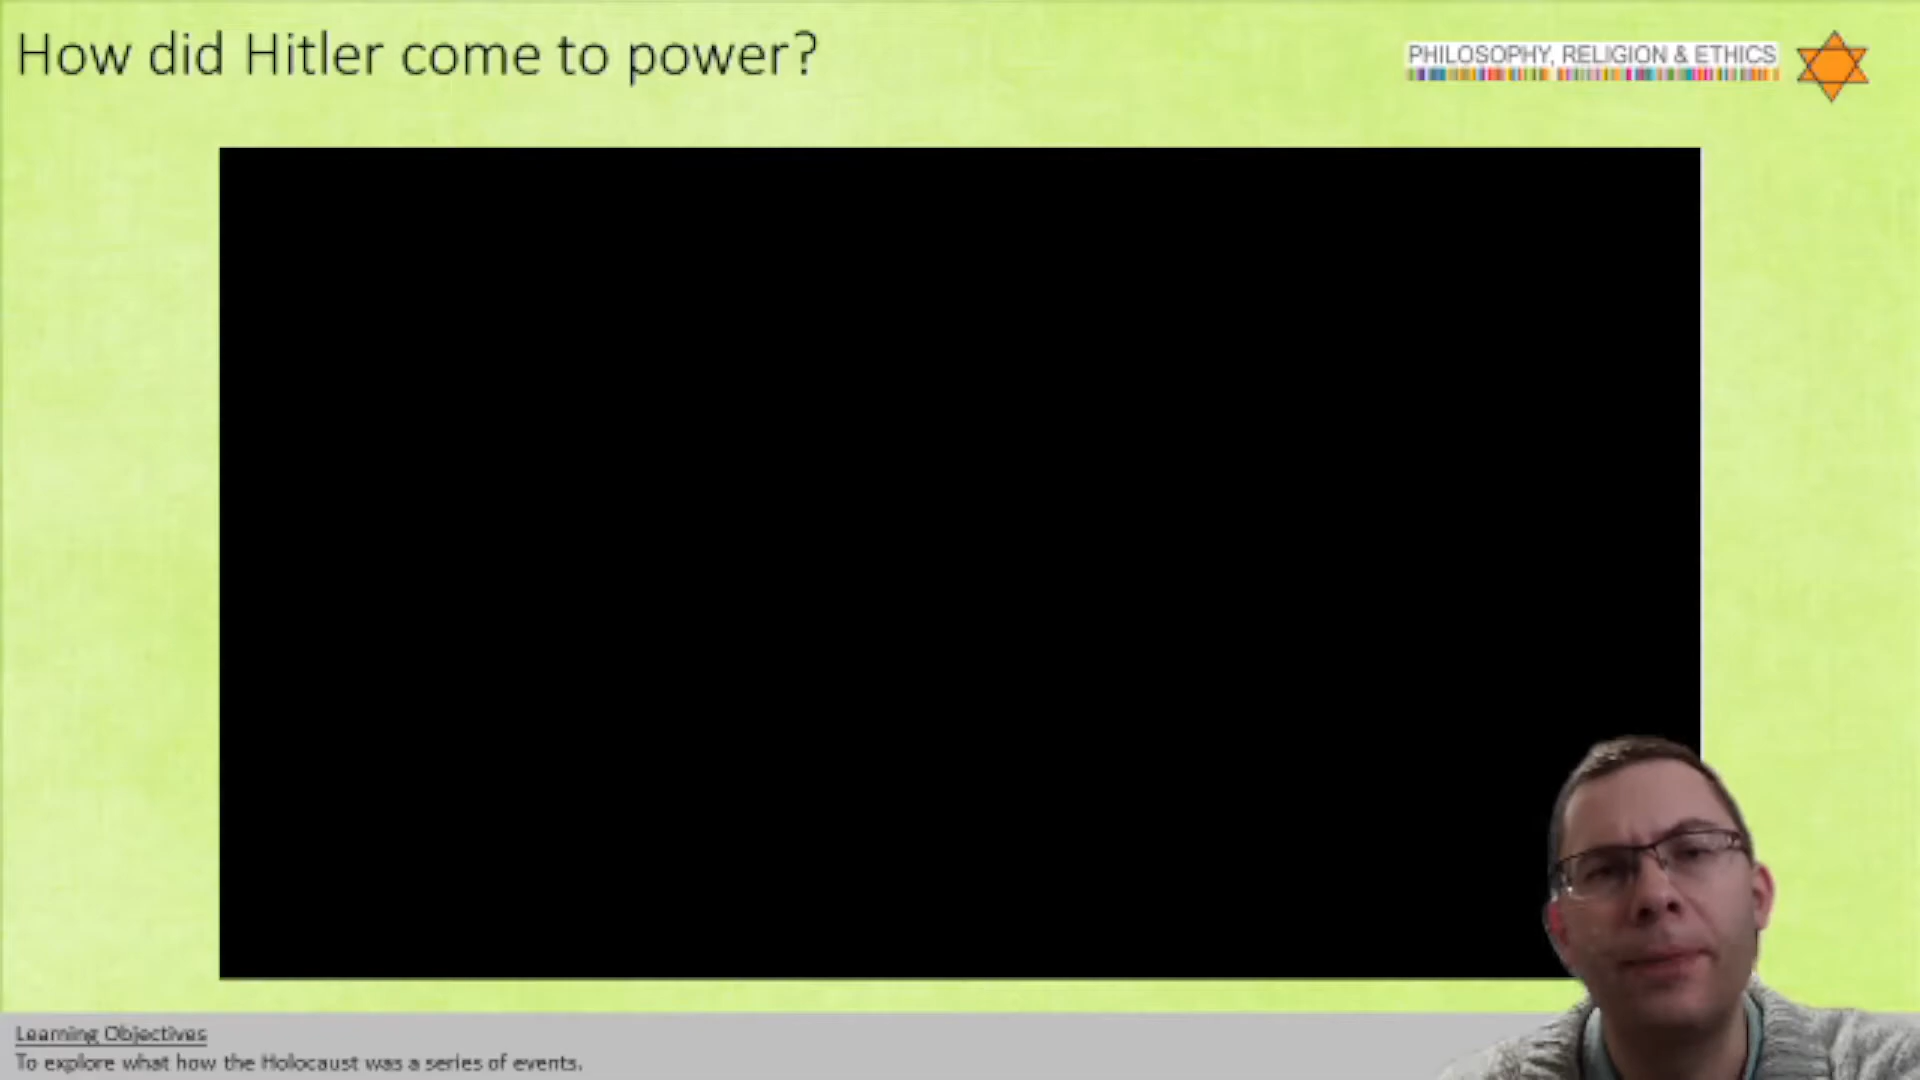 How did Hitler come to power?
PHILOSOPHY, RELIGION & ETHICS
Learning Objectives
To explore what how the Holocaust was a series of events.